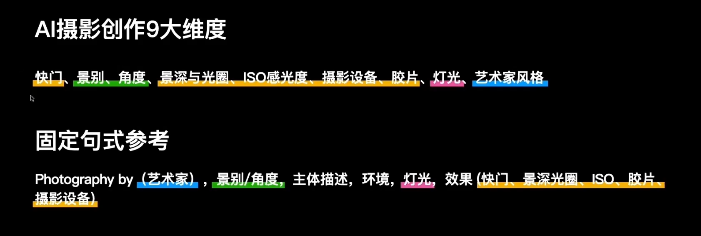 AI摄影创作9大维度
快门、景别、角度、景深与光圈、ISO感光度、摄影设备、胶片、灯光、艺术家风格
固定句式参考
Photography by（艺术家），景别/角度，主体描述，环境，灯光，效果 (快门、景深光圈、ISO、胶片、
摄影设备）